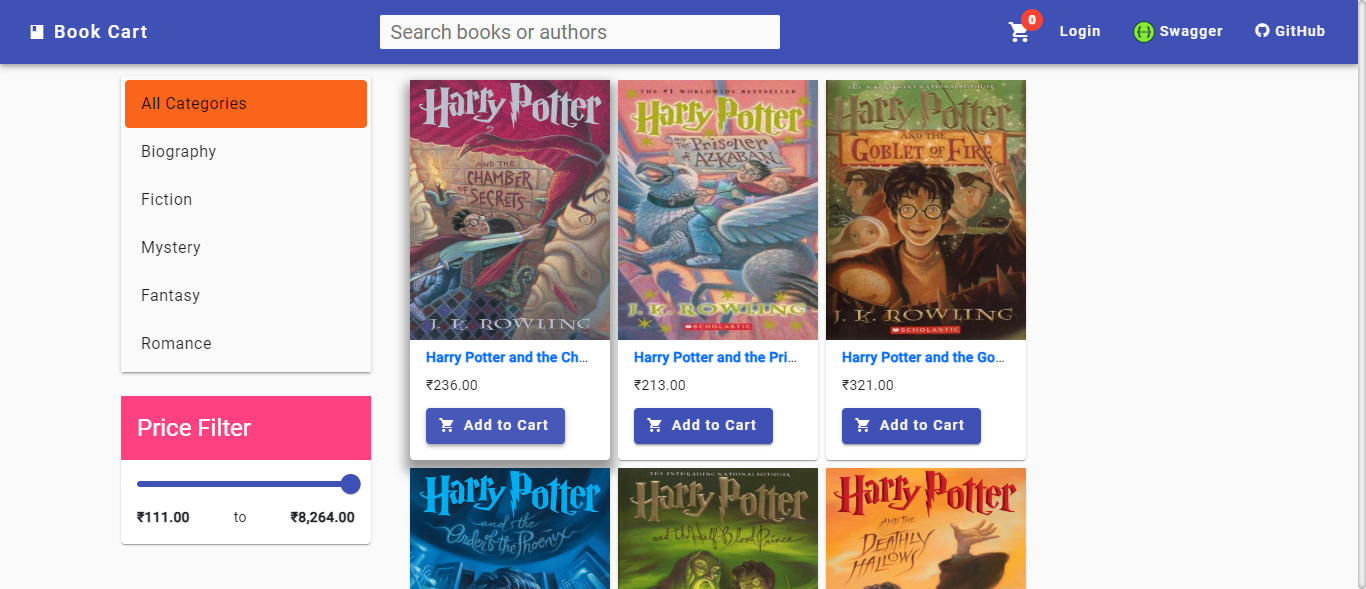 Book Cart
Search books or authors
0
Login
Swagger
GitHub
All Categories
Biography
Fiction
Mystery
Fantasy
Romance
Price Filter
₹111.00 to ₹8,264.00
Harry Potter
AND THE
CHAMBER
OF
SECRETS
J. K. ROWLING
Harry Potter and the Ch...
₹236.00
Add to Cart
THE #1 WORLDWIDE BESTSELLER
Harry Potter
AND THE
Prisoner
of
AZKABAN
J. K. ROWLING
SCHOLASTIC
Harry Potter and the Pri...
₹213.00
Add to Cart
Harry Potter
AND THE
GOBLET OF FIRE
J. K. ROWLING
SCHOLASTIC
Harry Potter and the Go...
₹321.00
Add to Cart
Harry Potter
and the
Order of the Phoenix
THE INTERNATIONAL BESTSELLER
Harry Potter
and the Half-Blood Prince
Harry Potter
AND THE
DEATHLY
HALLOWS